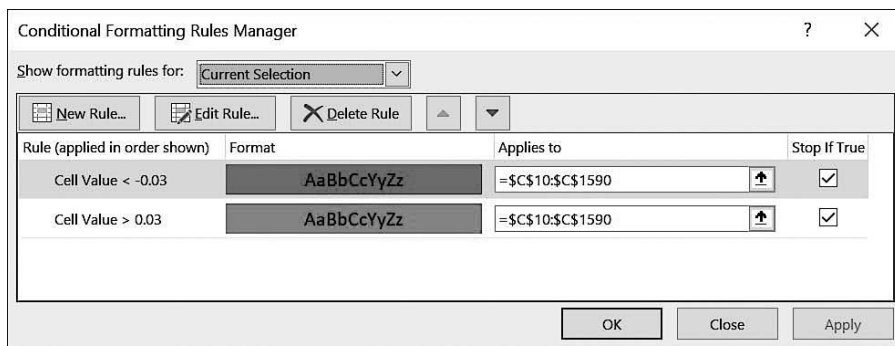 Conditional Formatting Rules Manager ? X
Show formatting rules for: Current Selection
New Rule... Edit Rule... Delete Rule
Rule (applied in order shown) Format Applies to Stop If True
Cell Value < -0.03 AaBbCcYyZz =$C$10:$C$1590
Cell Value > 0.03 AaBbCcYyZz =$C$10:$C$1590
OK Close Apply